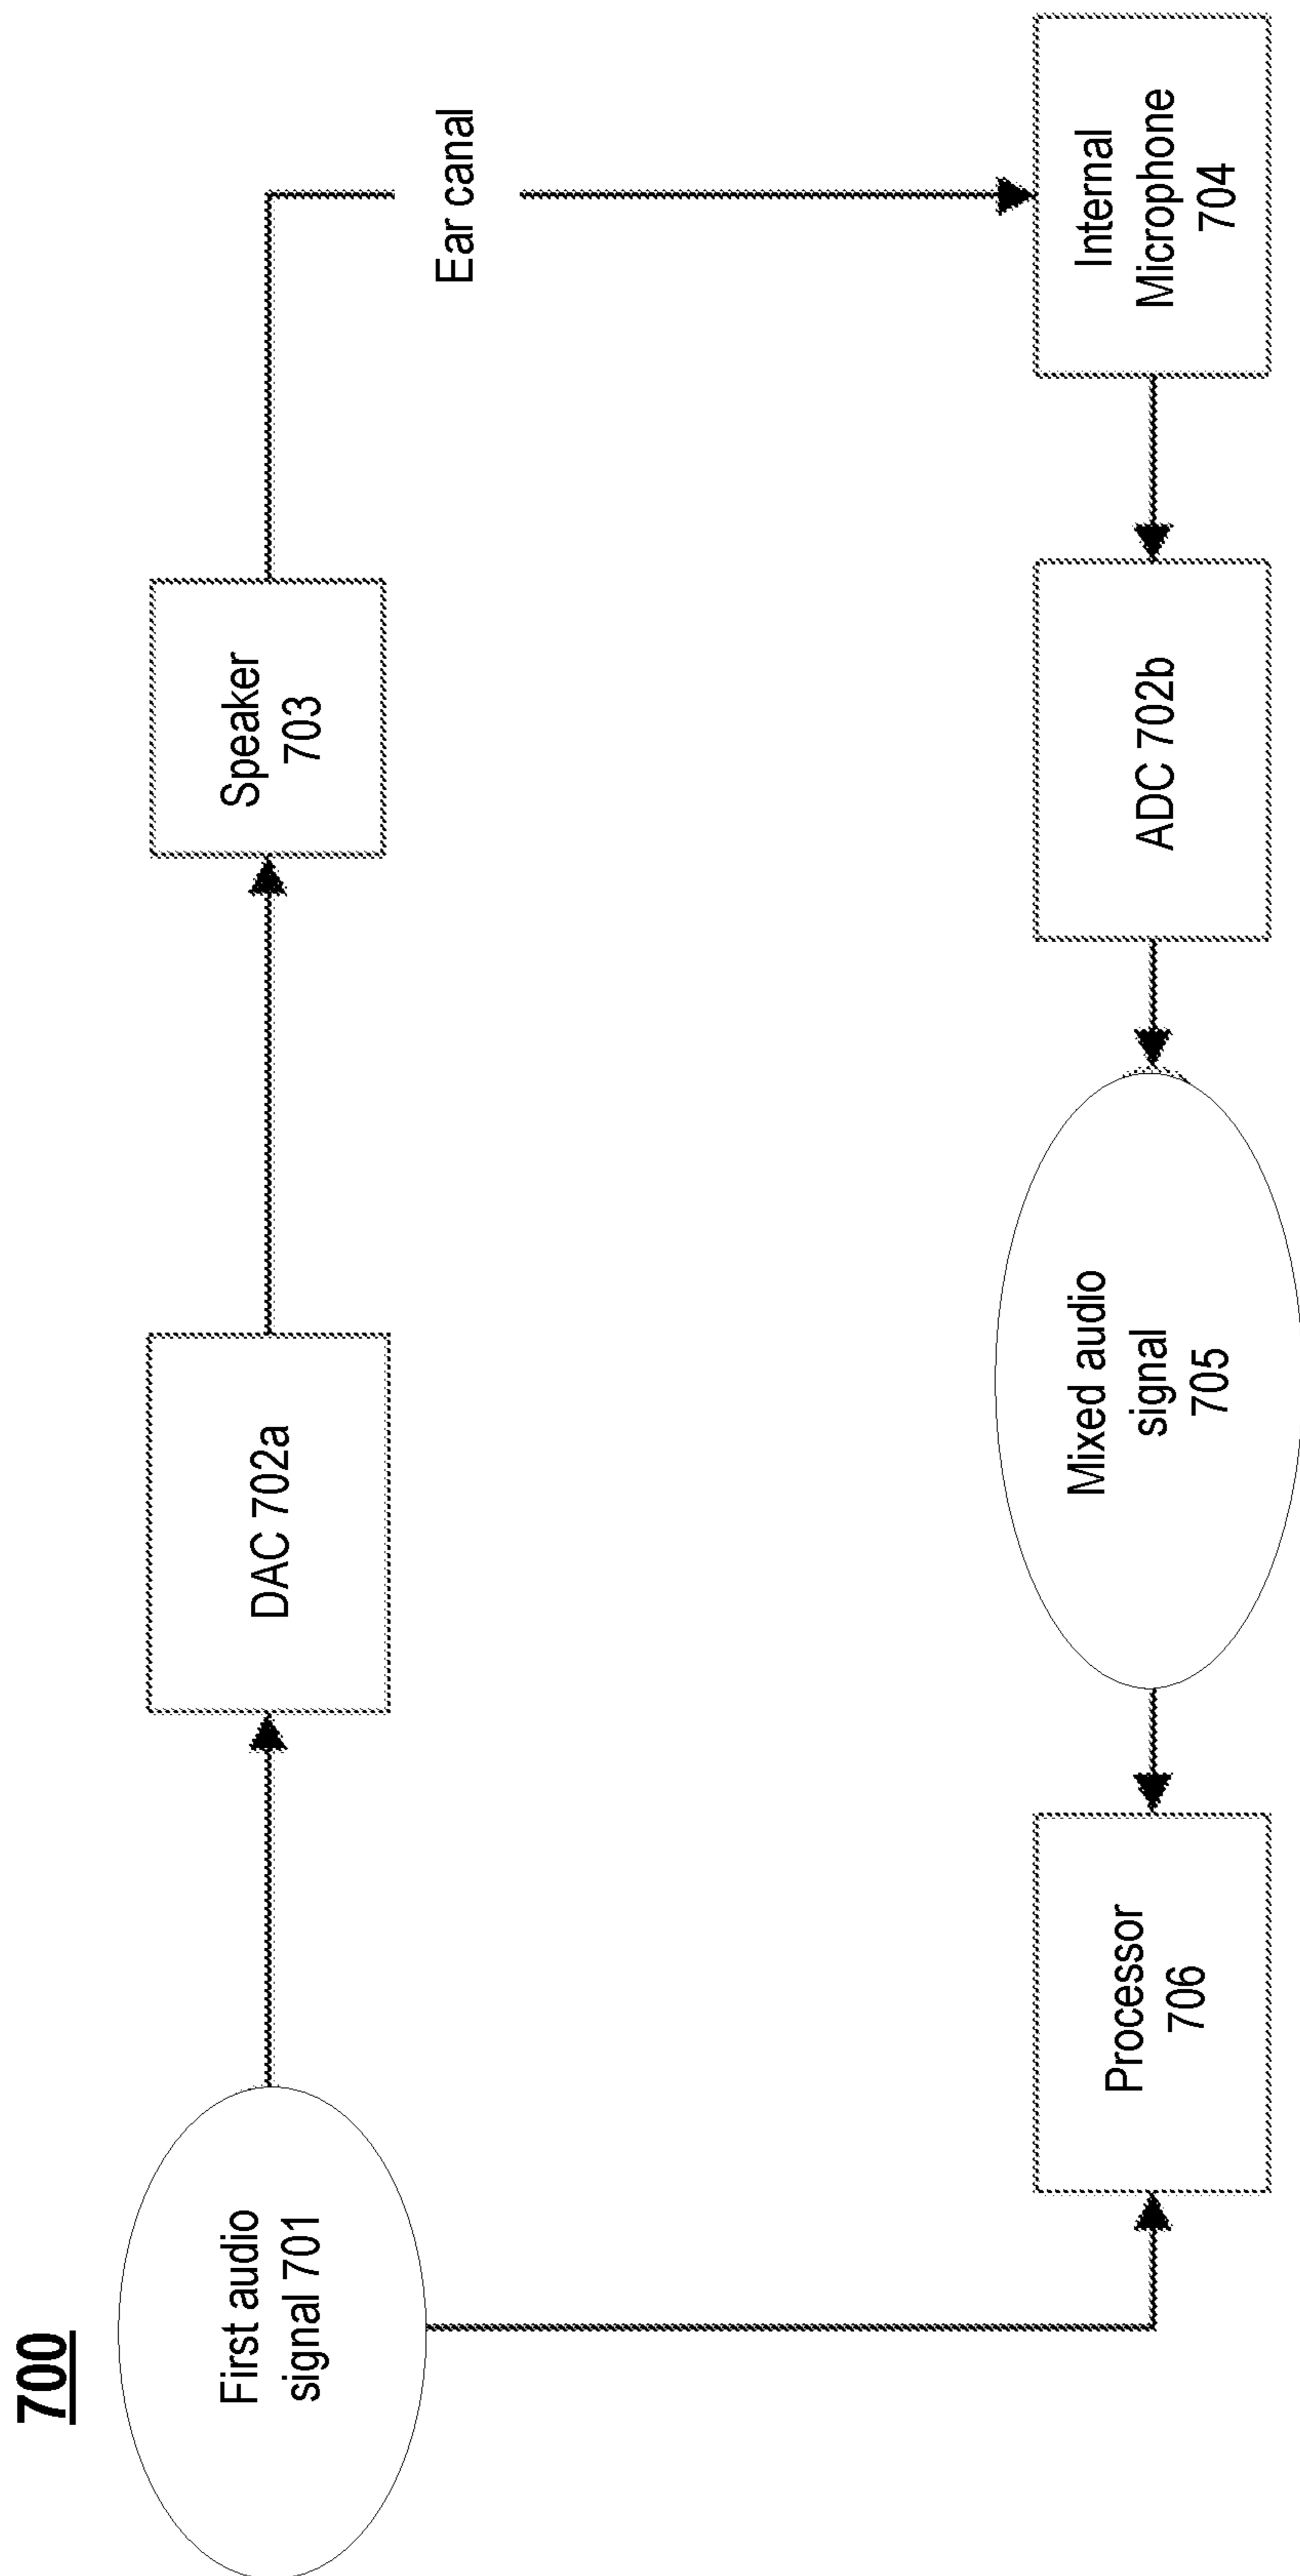 700
First audio
signal 701
DAC 702a
Speaker
703
Ear canal
Internal
Microphone
704
ADC 702b
Mixed audio
signal
705
Processor
706